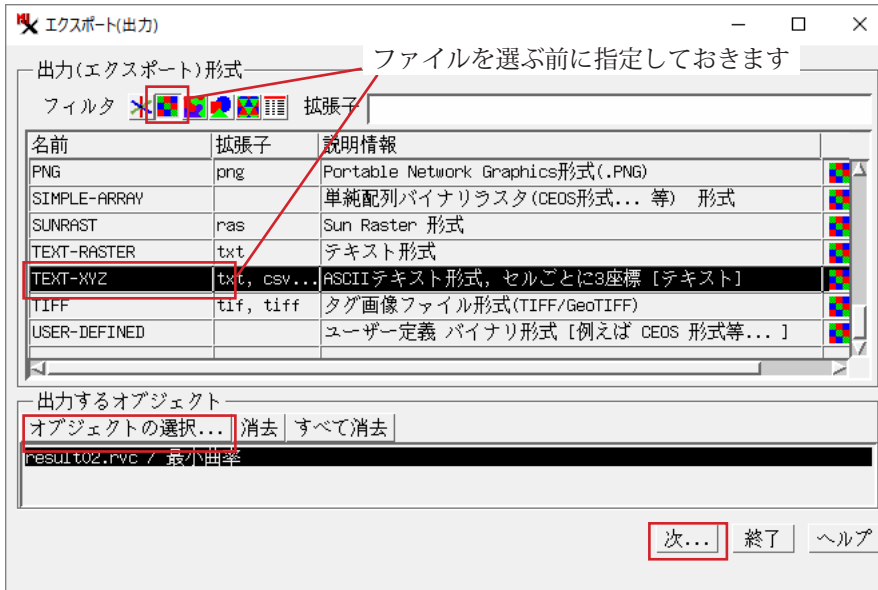 エクスポート(出力)
ファイルを選ぶ前に指定しておきます
出力(エクスポート)形式
フィルタ 拡張子
名前 拡張子 説明情報
PNG png Portable Network Graphics形式(.PNG)
SIMPLE-ARRAY 単純配列バイナリラスタ(CEOS形式... 等) 形式
SUNRAST ras Sun Raster 形式
TEXT-RASTER txt テキスト形式
TEXT-XYZ txt, csv... ASCIIテキスト形式, セルごとに3座標 [テキスト]
TIFF tif, tiff タグ画像ファイル形式(TIFF/GeoTIFF)
USER-DEFINED ユーザー定義 バイナリ形式 [例えば CEOS 形式等... ]
出力するオブジェクト
オブジェクトの選択... 消去 すべて消去
result02.rvc / 最小曲率
次... 終了 ヘルプ